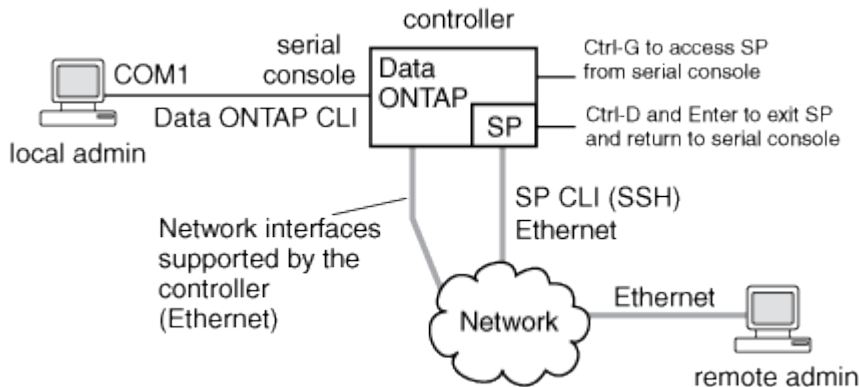 controller
serial
console
COM1
Data ONTAP CLI
local admin
Data
ONTAP
SP
Ctrl-G to access SP
from serial console
Ctrl-D and Enter to exit SP
and return to serial console
Network interfaces
supported by the
controller
(Ethernet)
SP CLI (SSH)
Ethernet
Network
Ethernet
remote admin